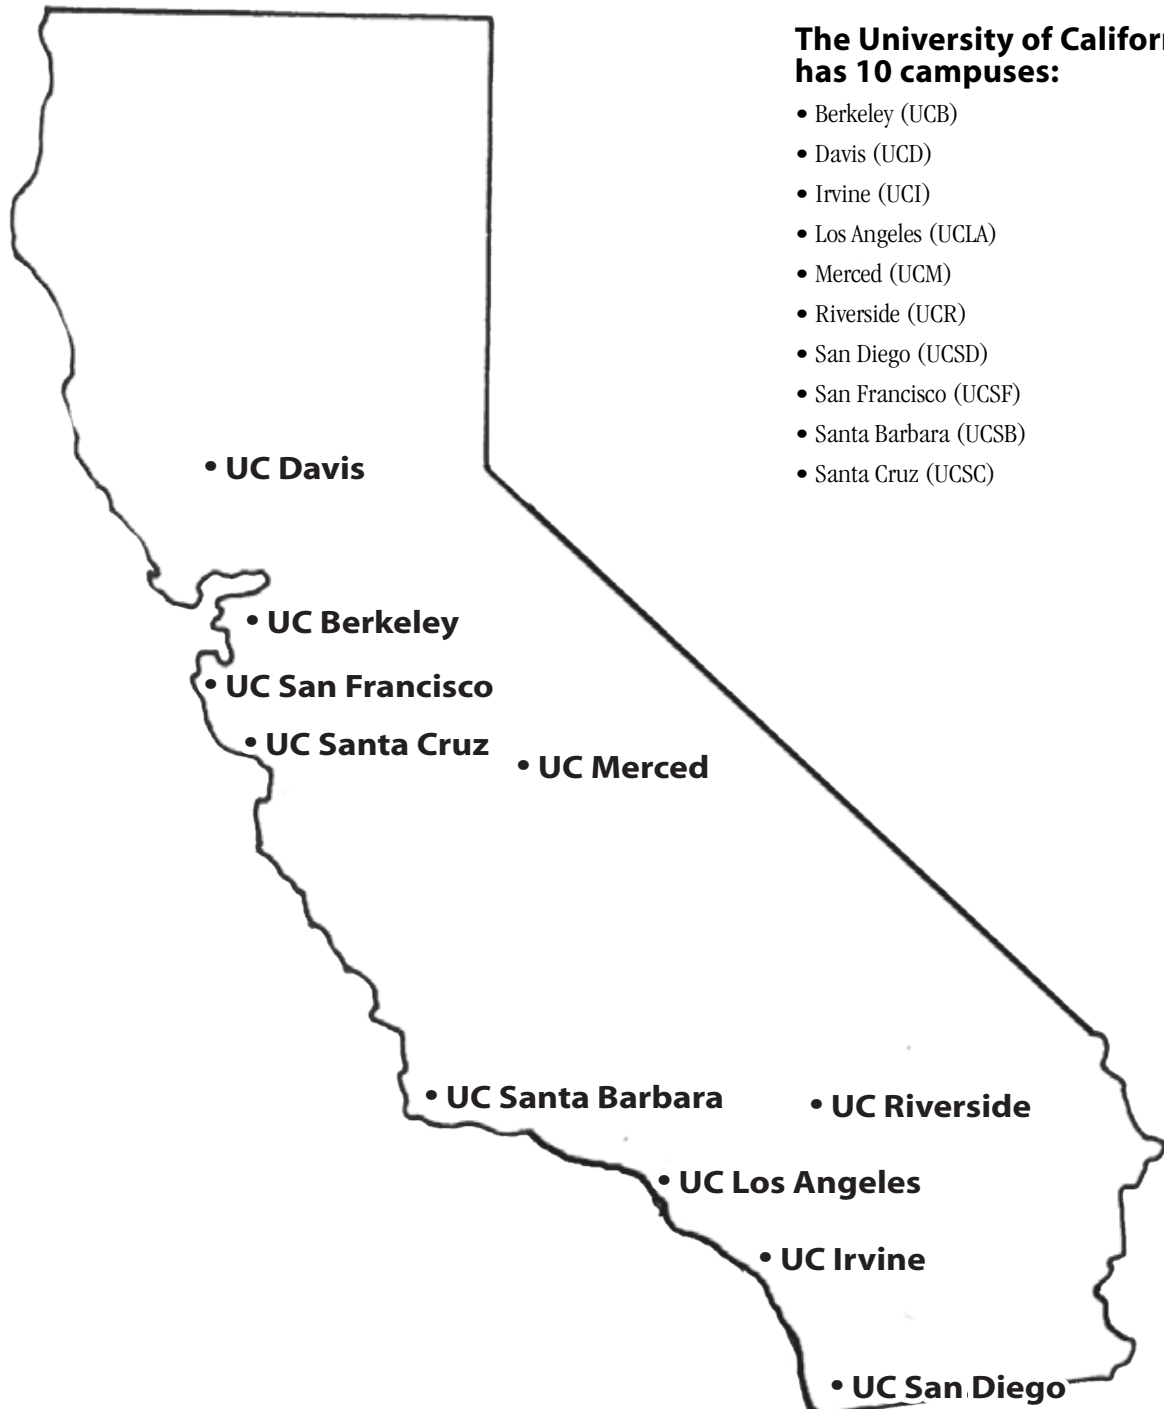 The University of Califor
has 10 campuses:
• Berkeley (UCB)
• Davis (UCD)
• Irvine (UCI)
• Los Angeles (UCLA)
• Merced (UCM)
• Riverside (UCR)
• San Diego (UCSD)
• San Francisco (UCSF)
• Santa Barbara (UCSB)
• Santa Cruz (UCSC)
• UC Davis
• UC Berkeley
• UC San Francisco
• UC Santa Cruz
• UC Merced
• UC Santa Barbara
• UC Riverside
• UC Los Angeles
• UC Irvine
• UC San Diego